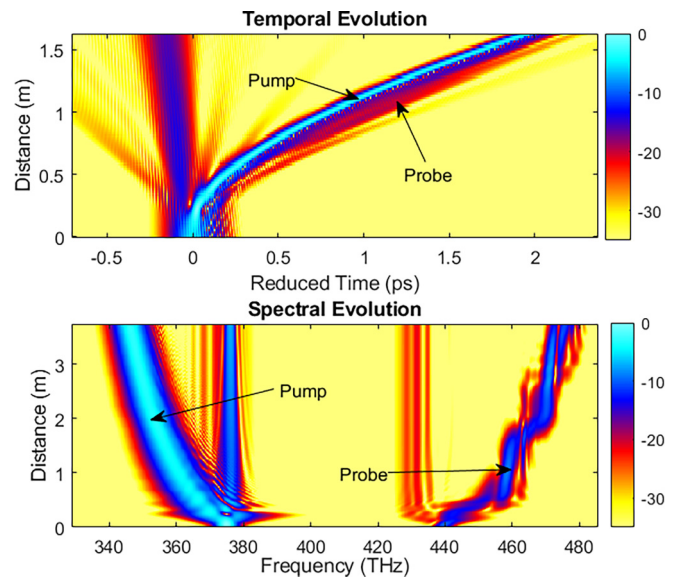 Temporal Evolution
Distance (m)
1.5
1
0.5
0
Pump
Probe
-0.5 0 0.5 1 1.5 2
Reduced Time (ps)
0
-10
-20
-30
Spectral Evolution
Distance (m)
3
2
1
0
Pump
Probe
340 360 380 400 420 440 460 480
Frequency (THz)
0
-10
-20
-30